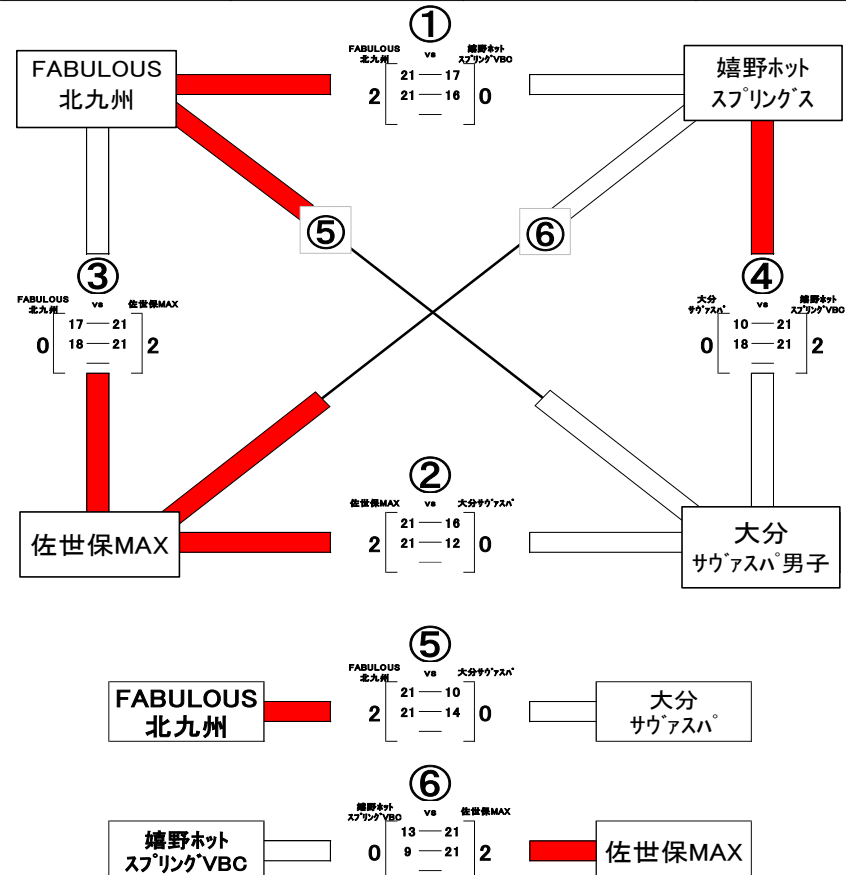 ①
FABULOUS
北九州
vs
嬉野ホット
スプリングVBC
21 — 17
2 21 — 16 0
—
FABULOUS
北九州
嬉野ホット
スプリングス
⑤
⑥
③
FABULOUS
北九州
vs
佐世保MAX
17 — 21
0 18 — 21 2
—
④
大分
サヴァスパ
vs
嬉野ホット
スプリングVBC
10 — 21
0 18 — 21 2
—
②
佐世保MAX vs 大分サヴァスパ
21 — 16
2 21 — 12 0
—
佐世保MAX
大分
サヴァスパ男子
⑤
FABULOUS
北九州
vs
大分サヴァスパ
21 — 10
2 21 — 14 0
—
FABULOUS
北九州
大分
サヴァスパ
⑥
嬉野ホット
スプリングVBC
vs
佐世保MAX
13 — 21
0 9 — 21 2
—
嬉野ホット
スプリングVBC
佐世保MAX